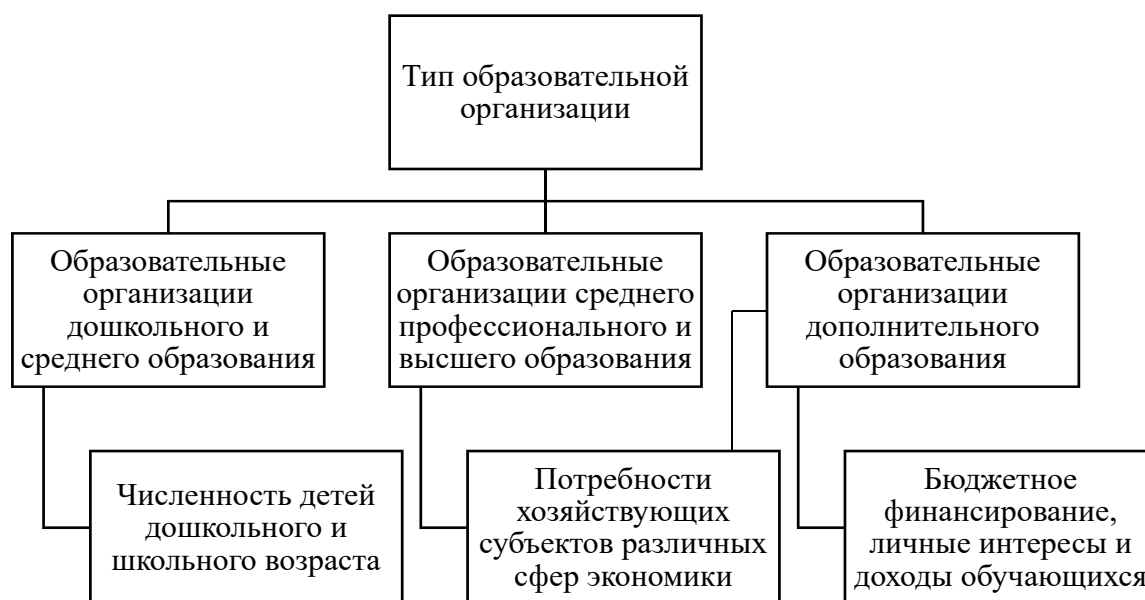 Тип образовательной
организации
Образовательные
организации
дошкольного и
среднего образования
Образовательные
организации среднего
профессионального и
высшего образования
Образовательные
организации
дополнительного
образования
Численность детей
дошкольного и
школьного возраста
Потребности
хозяйствующих
субъектов различных
сфер экономики
Бюджетное
финансирование,
личные интересы и
доходы обучающихся